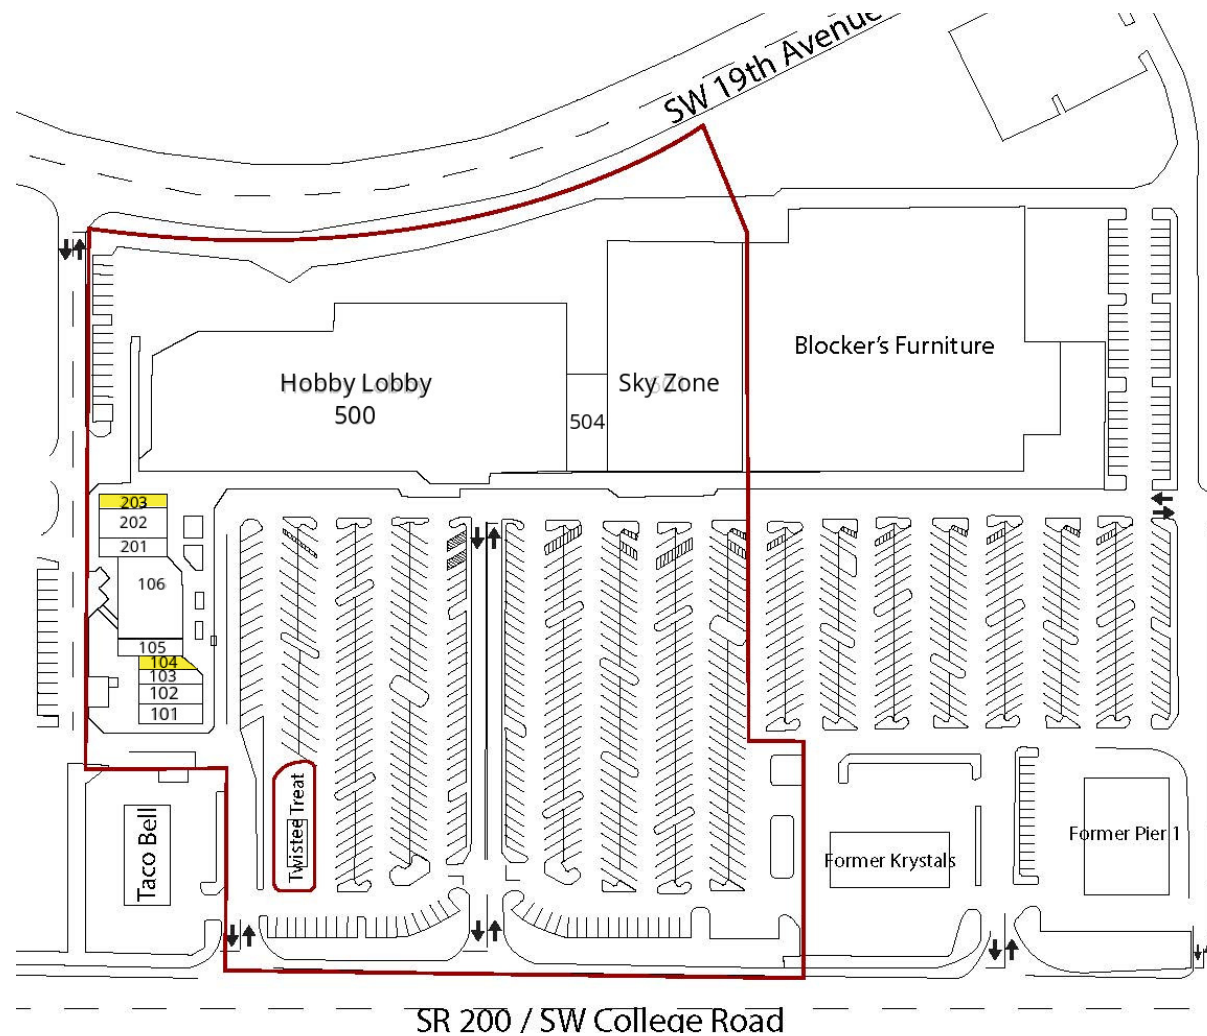 SW 19th Avenue
Blocker's Furniture
Hobby Lobby
500
Sky Zone
504
203
202
201
106
105
104
103
102
101
Twistee Treat
Taco Bell
Former Krystals
Former Pier 1
SR 200 / SW College Road